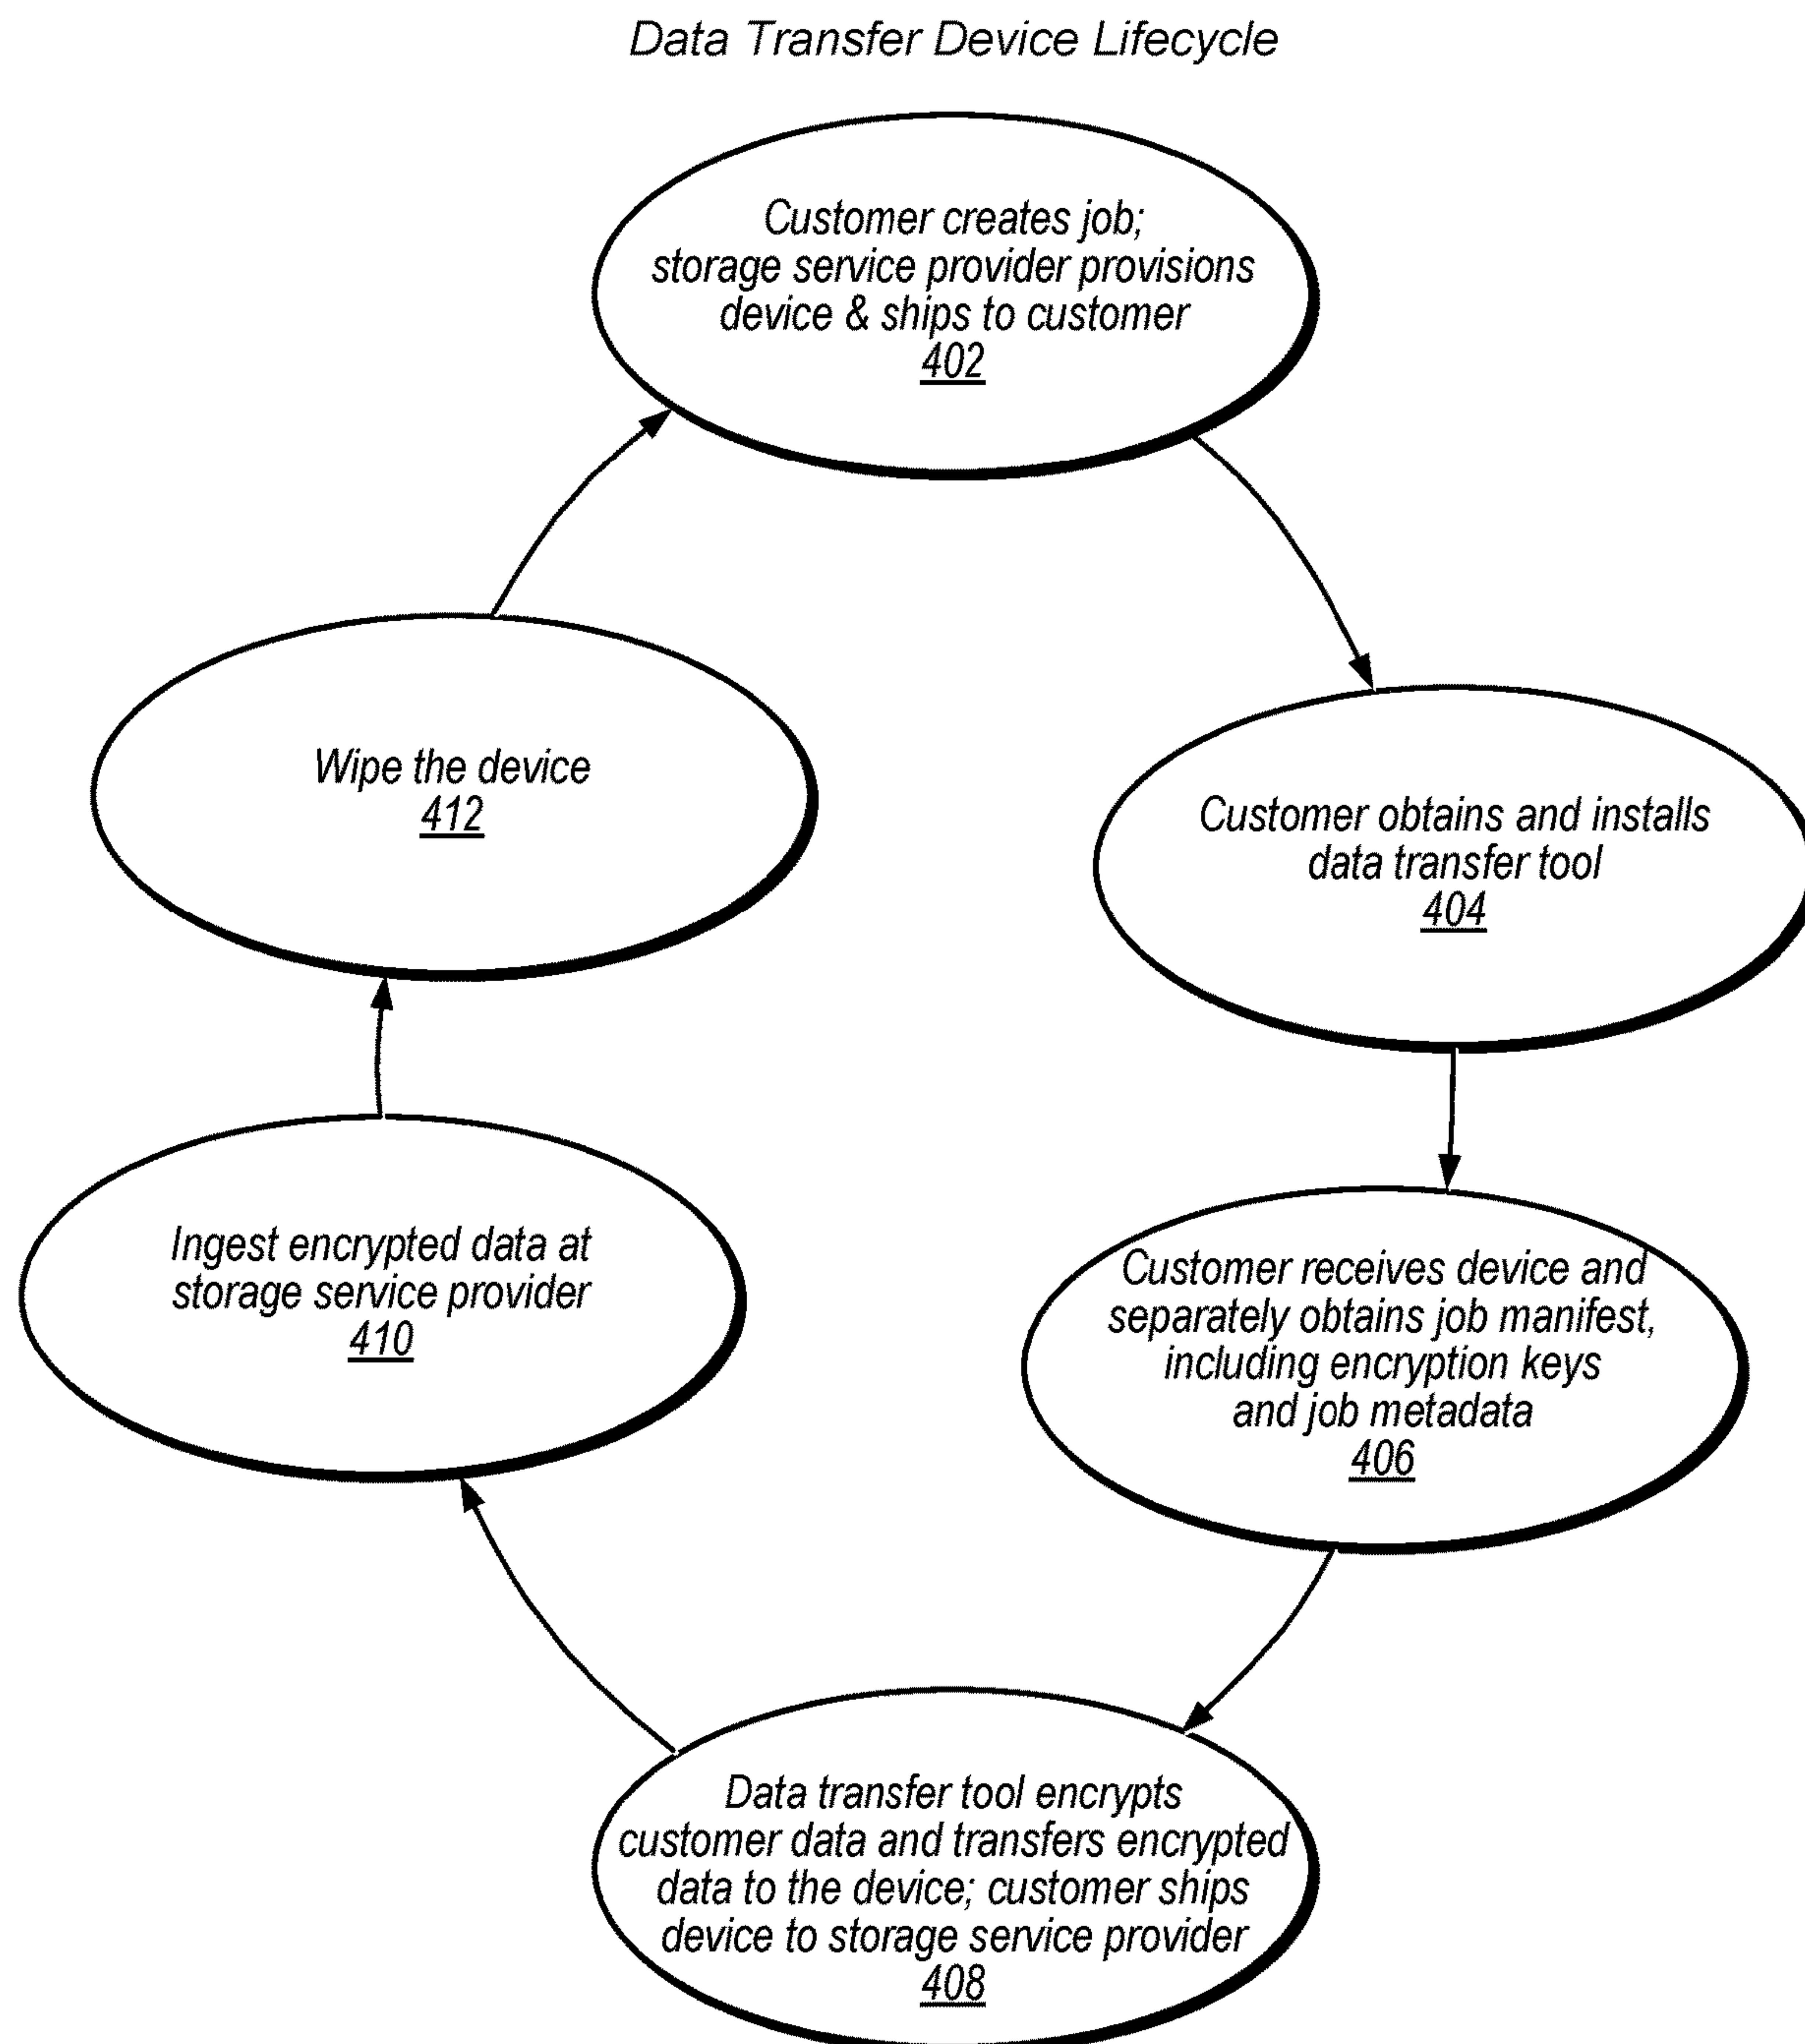 Data Transfer Device Lifecycle
Customer creates job;
storage service provider provisions
device & ships to customer
402
Customer obtains and installs
data transfer tool
404
Customer receives device and
separately obtains job manifest,
including encryption keys
and job metadata
406
Data transfer tool encrypts
customer data and transfers encrypted
data to the device; customer ships
device to storage service provider
408
Ingest encrypted data at
storage service provider
410
Wipe the device
412